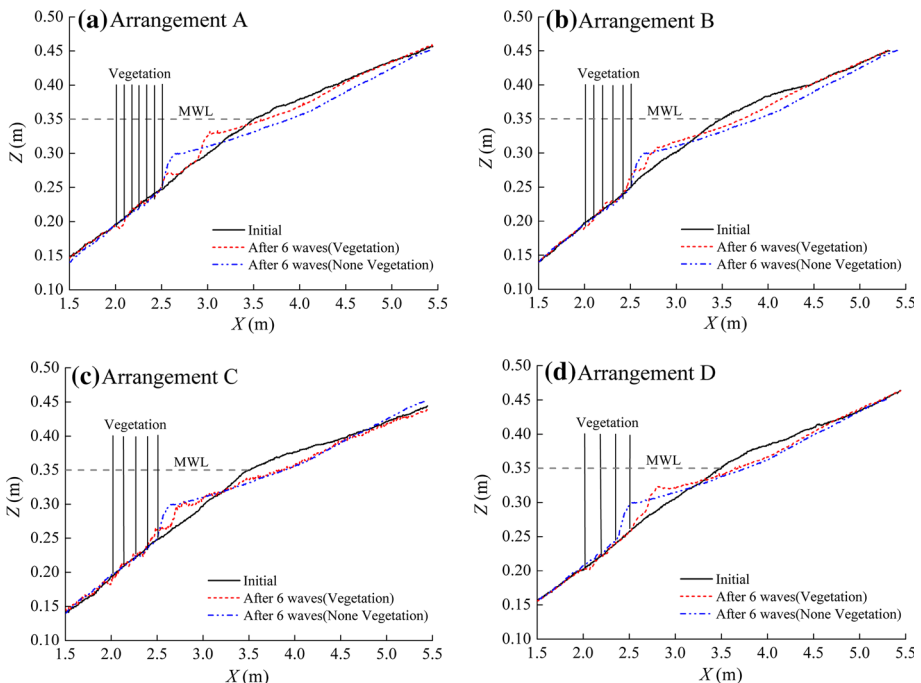 (a) Arrangement A
0.50
0.45
0.40
0.35
0.30
0.25
0.20
0.15
0.10
Z (m)
Vegetation
MWL
Initial
After 6 waves(Vegetation)
After 6 waves(None Vegetation)
1.5 2.0 2.5 3.0 3.5 4.0 4.5 5.0 5.5
X (m)
(b) Arrangement B
0.50
0.45
0.40
0.35
0.30
0.25
0.20
0.15
0.10
Z (m)
Vegetation
MWL
Initial
After 6 waves(Vegetation)
After 6 waves(None Vegetation)
1.5 2.0 2.5 3.0 3.5 4.0 4.5 5.0 5.5
X (m)
(c) Arrangement C
0.50
0.45
0.40
0.35
0.30
0.25
0.20
0.15
0.10
Z (m)
Vegetation
MWL
Initial
After 6 waves(Vegetation)
After 6 waves(None Vegetation)
1.5 2.0 2.5 3.0 3.5 4.0 4.5 5.0 5.5
X (m)
(d) Arrangement D
0.50
0.45
0.40
0.35
0.30
0.25
0.20
0.15
0.10
Z (m)
Vegetation
MWL
Initial
After 6 waves(Vegetation)
After 6 waves(None Vegetation)
1.5 2.0 2.5 3.0 3.5 4.0 4.5 5.0 5.5
X (m)